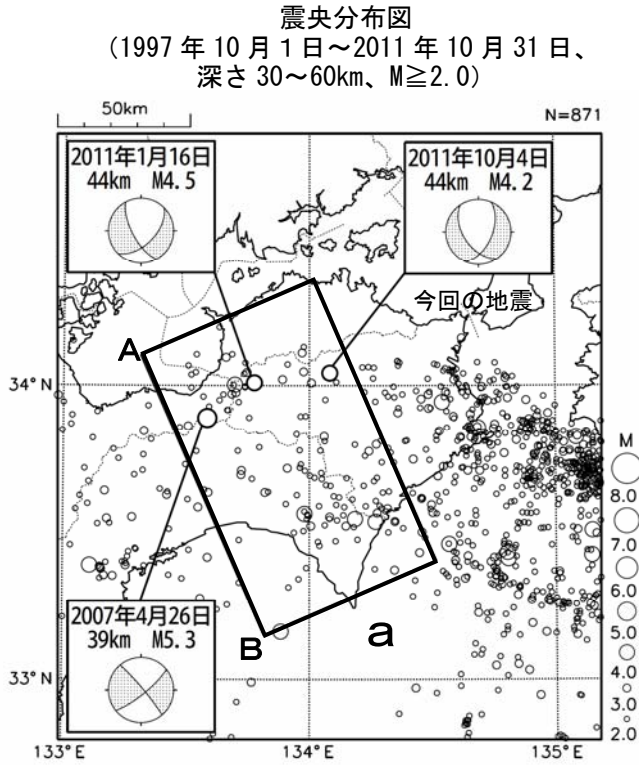 震央分布図
(1997 年 10 月 1 日~2011 年 10 月 31 日、
深さ 30~60km、M≧2.0)
50km
N=871
2011年1月16日
44km M4.5
2011年10月4日
44km M4.2
今回の地震
A
34°N
M
8.0
7.0
6.0
5.0
4.0
3.0
2.0
2007年4月26日
39km M5.3
B
a
33°N
133°E
134°E
135°E